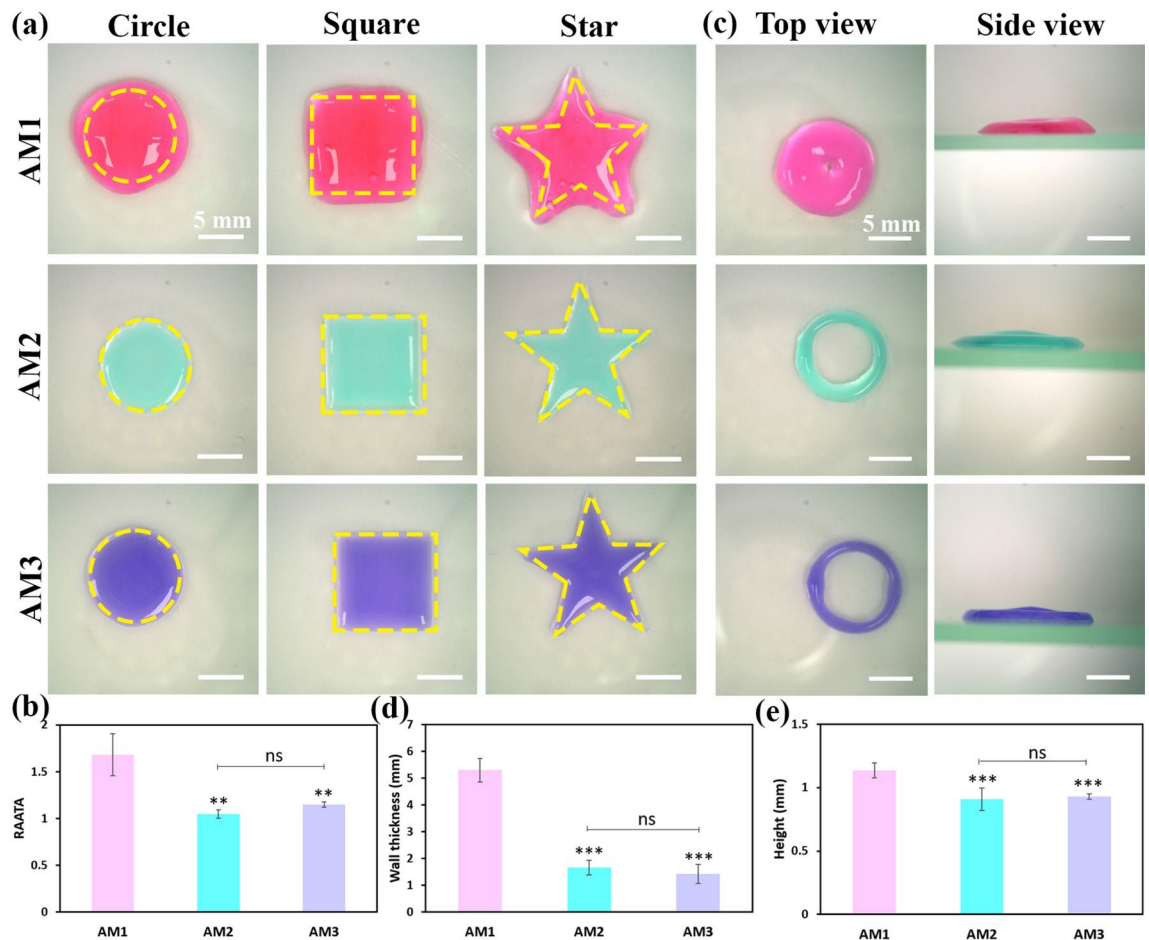 (a) Circle Square Star (c) Top view Side view
AM1
5 mm
5 mm
AM2
AM3
(b)
RAATA
2
1.5
1
0.5
0
ns
**
**
AM1 AM2 AM3
(d)
Wall thickness (mm)
7
6
5
4
3
2
1
0
ns
***
***
AM1 AM2 AM3
(e)
Height (mm)
1.5
1
0.5
0
ns
***
***
AM1 AM2 AM3